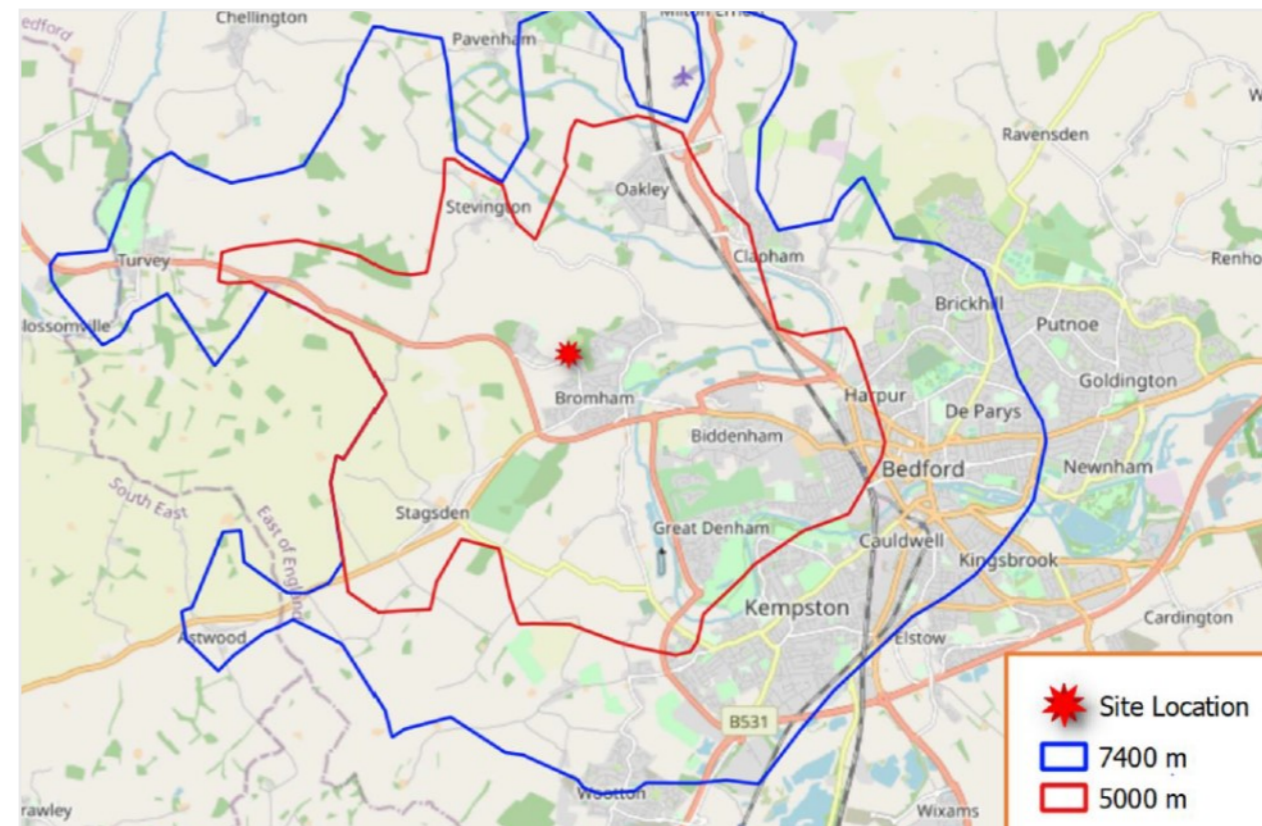 Chellington
Milton Ernest
edford
Pavenham
Ravensden
Oakley
Stevington
Clapham
Turvey
Renho
Brickhill
lossomville
Putnoe
Goldington
Bromham
Harpur
De Parys
Biddenham
Bedford
Newnham
South East
Stagsden
East of England
Great Denham
Cauldwell
Kingsbrook
Kempston
Cardington
Astwood
Elstow
Site Location
B531
7400 m
Wootton
5000 m
rawley
Wixams